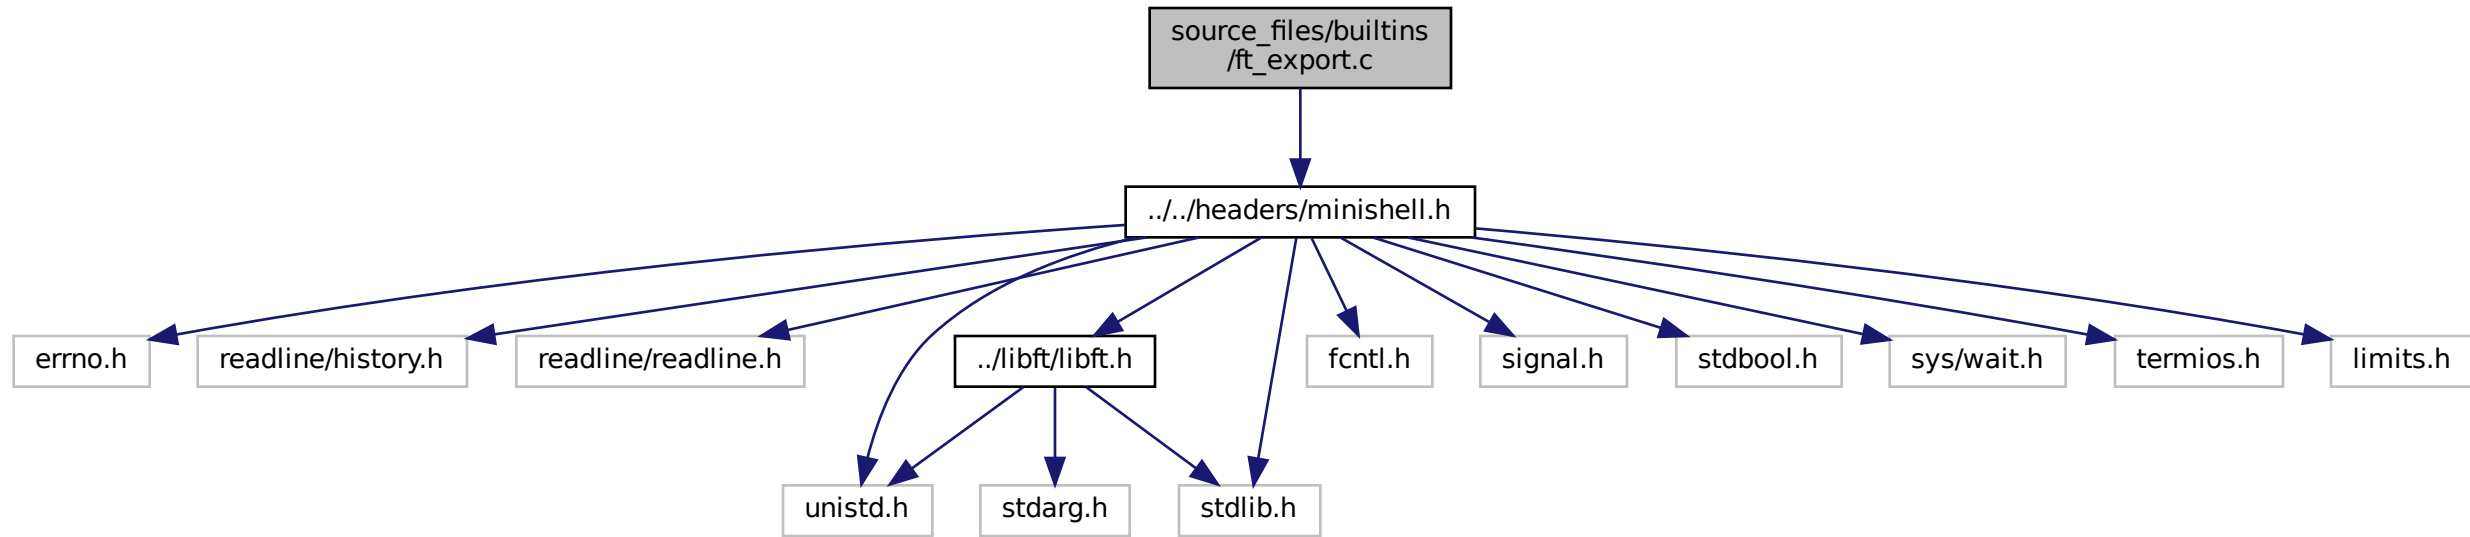 source_files/builtins
/ft_export.c
../../headers/minishell.h
errno.h
readline/history.h
readline/readline.h
../libft/libft.h
fcntl.h
signal.h
stdbool.h
sys/wait.h
termios.h
limits.h
unistd.h
stdarg.h
stdlib.h